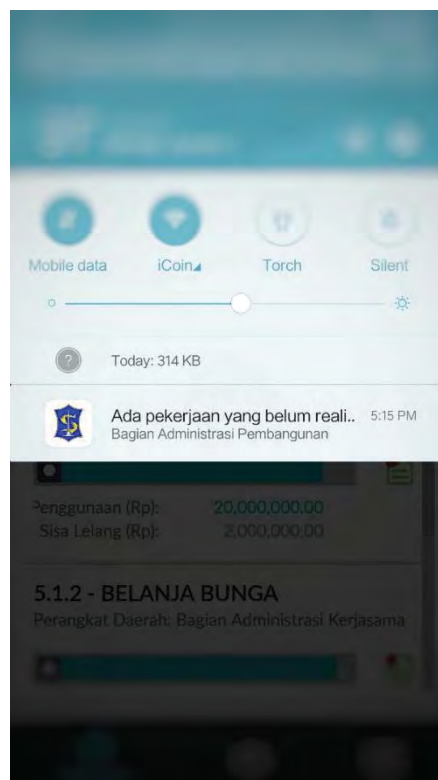 Mobile data
iCoin
Torch
Silent
Today: 314 KB
Ada pekerjaan yang belum reali.. 5:15 PM
Bagian Administrasi Pembangunan
Penggunaan (Rp): 20,000,000.00
Sisa Lelang (Rp): 2,000,000.00
5.1.2 - BELANJA BUNGA
Perangkat Daerah: Bagian Administrasi Kerjasama